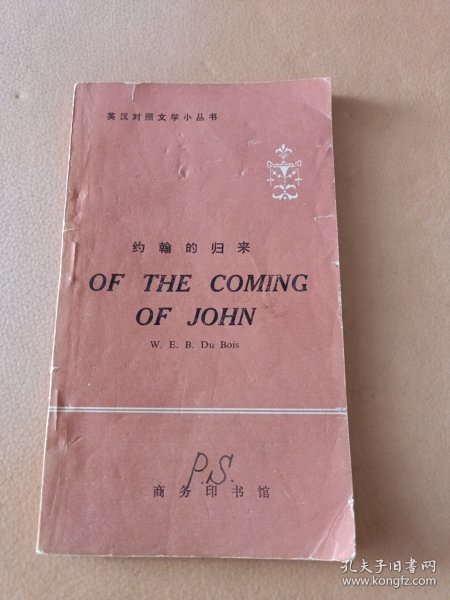 英汉对照文学小丛书
约翰的归来
OF THE COMING
OF JOHN
W. E. B. Du Bois
P.S.
商务印书馆
孔夫子旧书网
www.kongfz.com